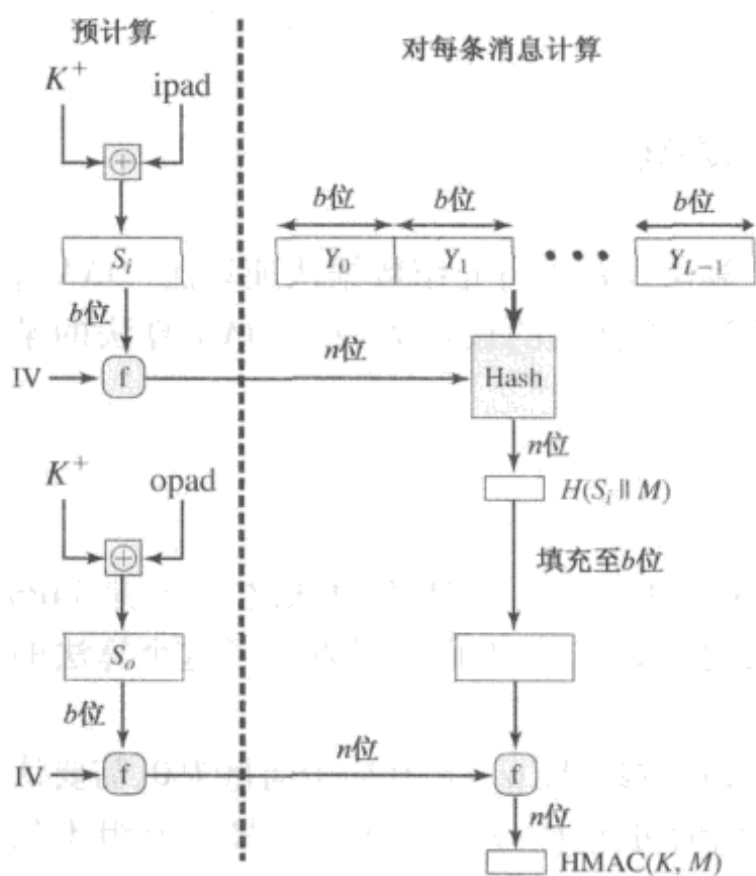 预计算
对每条消息计算
K⁺
ipad
⊕
b位
b位
b位
Sᵢ
Y₀
Y₁
•••
Y_{L−1}
b位
IV
f
n位
Hash
n位
H(Sᵢ ‖ M)
K⁺
opad
⊕
填充至b位
Sₒ
b位
IV
f
n位
f
n位
HMAC(K, M)